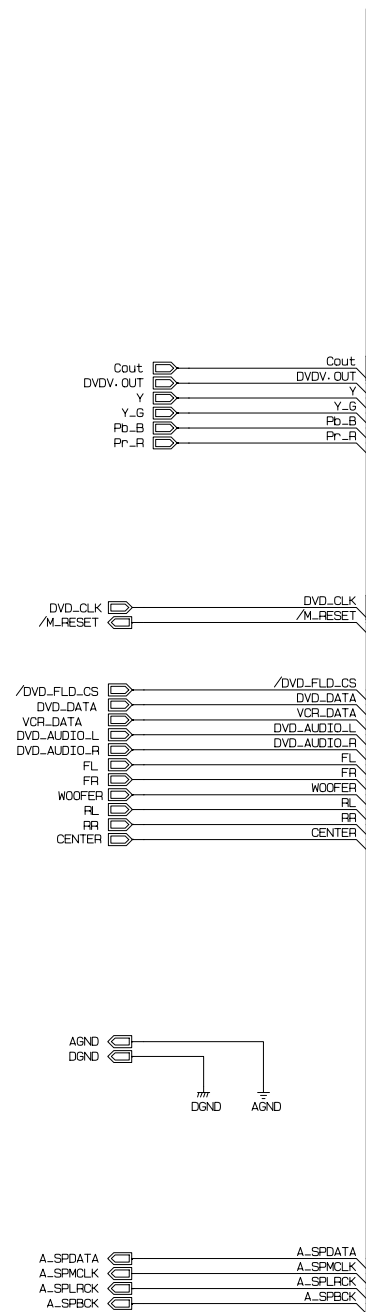 Cout Cout
DVDV.OUT DVDV.OUT
Y Y
Y_G Y_G
Pb_B Pb_B
Pr_R Pr_R
DVD_CLK DVD_CLK
/M_RESET /M_RESET
/DVD_FLD_CS /DVD_FLD_CS
DVD_DATA DVD_DATA
VCR_DATA VCR_DATA
DVD_AUDIO_L DVD_AUDIO_L
DVD_AUDIO_R DVD_AUDIO_R
FL FL
FR FR
WOOFER WOOFER
RL RL
RR RR
CENTER CENTER
AGND
DGND
DGND AGND
A_SPDATA A_SPDATA
A_SPMCLK A_SPMCLK
A_SPLRCK A_SPLRCK
A_SPBCK A_SPBCK